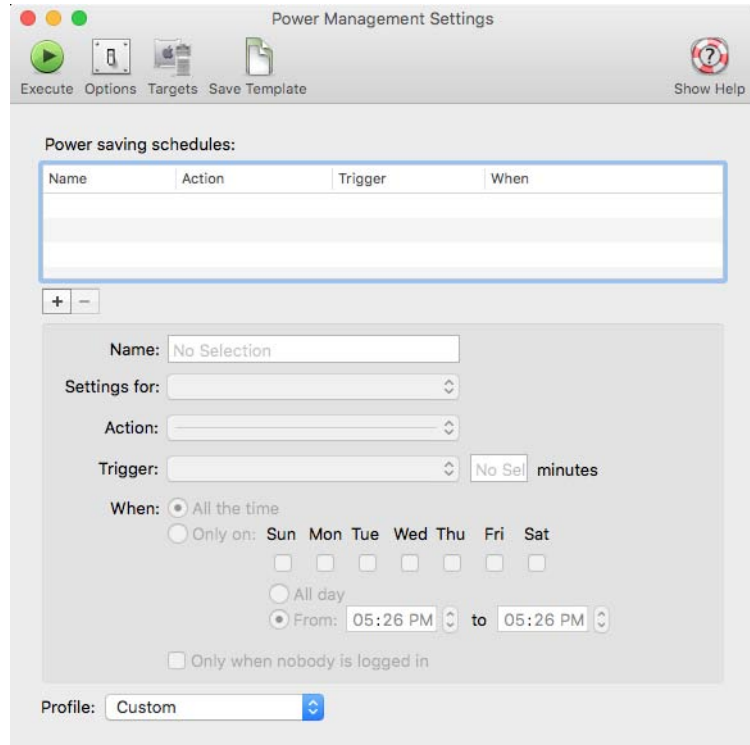 Power Management Settings
Execute Options Targets Save Template Show Help
Power saving schedules:
Name Action Trigger When
+ −
Name: No Selection
Settings for:
Action:
Trigger: No Sel minutes
When: All the time
Only on: Sun Mon Tue Wed Thu Fri Sat
All day
From: 05:26 PM to 05:26 PM
Only when nobody is logged in
Profile: Custom